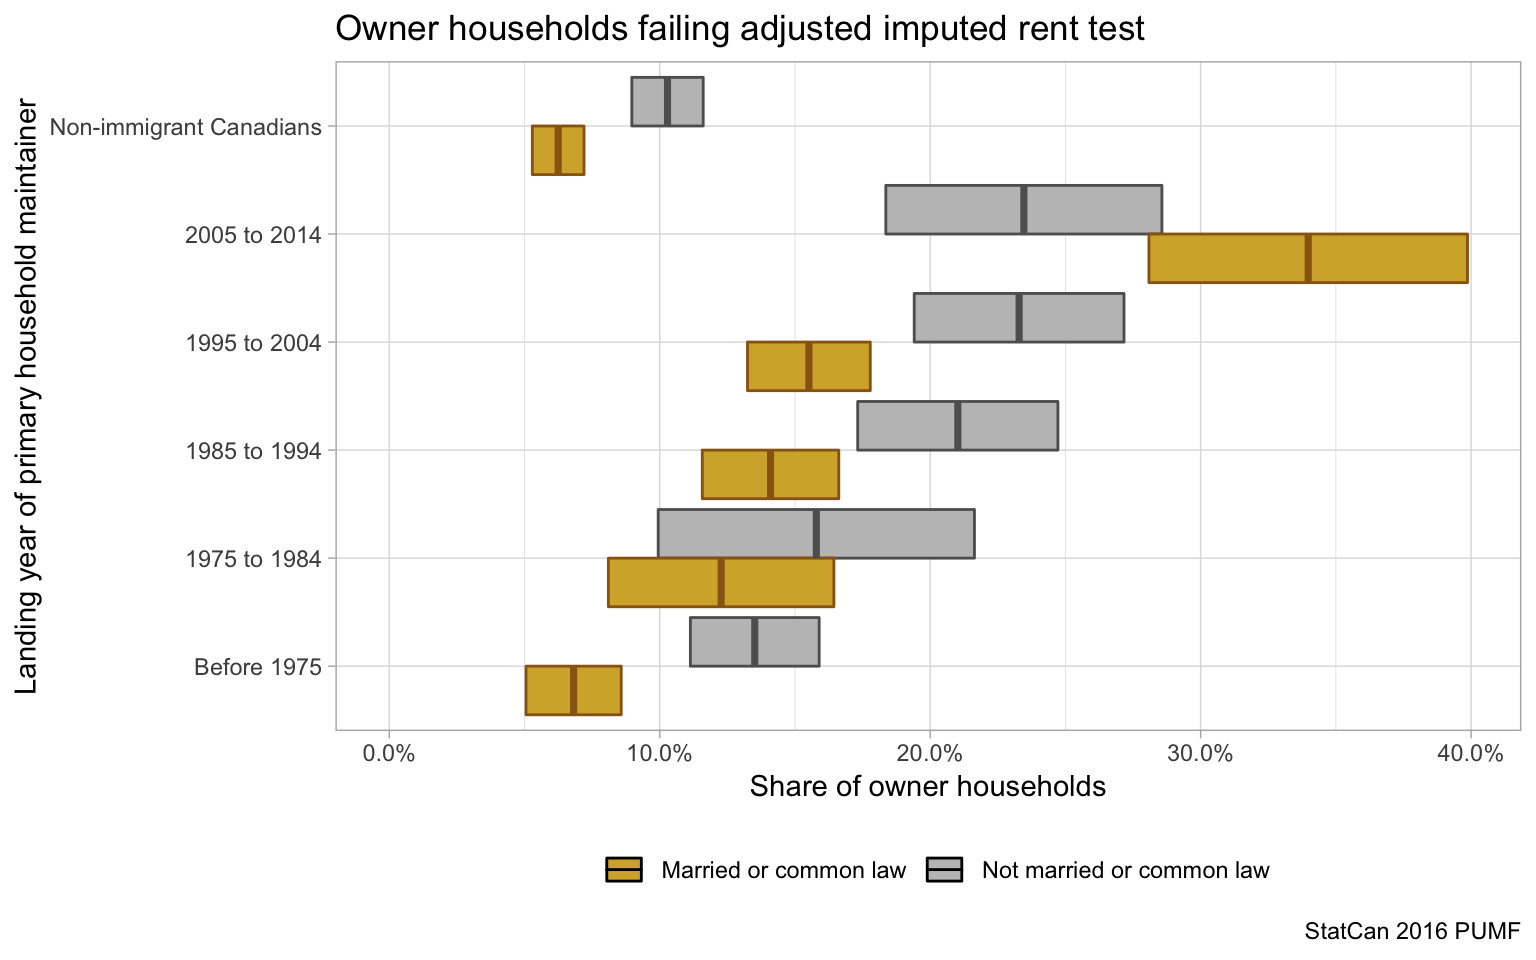 Owner households failing adjusted imputed rent test
Landing year of primary household maintainer
Non-immigrant Canadians
2005 to 2014
1995 to 2004
1985 to 1994
1975 to 1984
Before 1975
0.0% 10.0% 20.0% 30.0% 40.0%
Share of owner households
Married or common law Not married or common law
StatCan 2016 PUMF